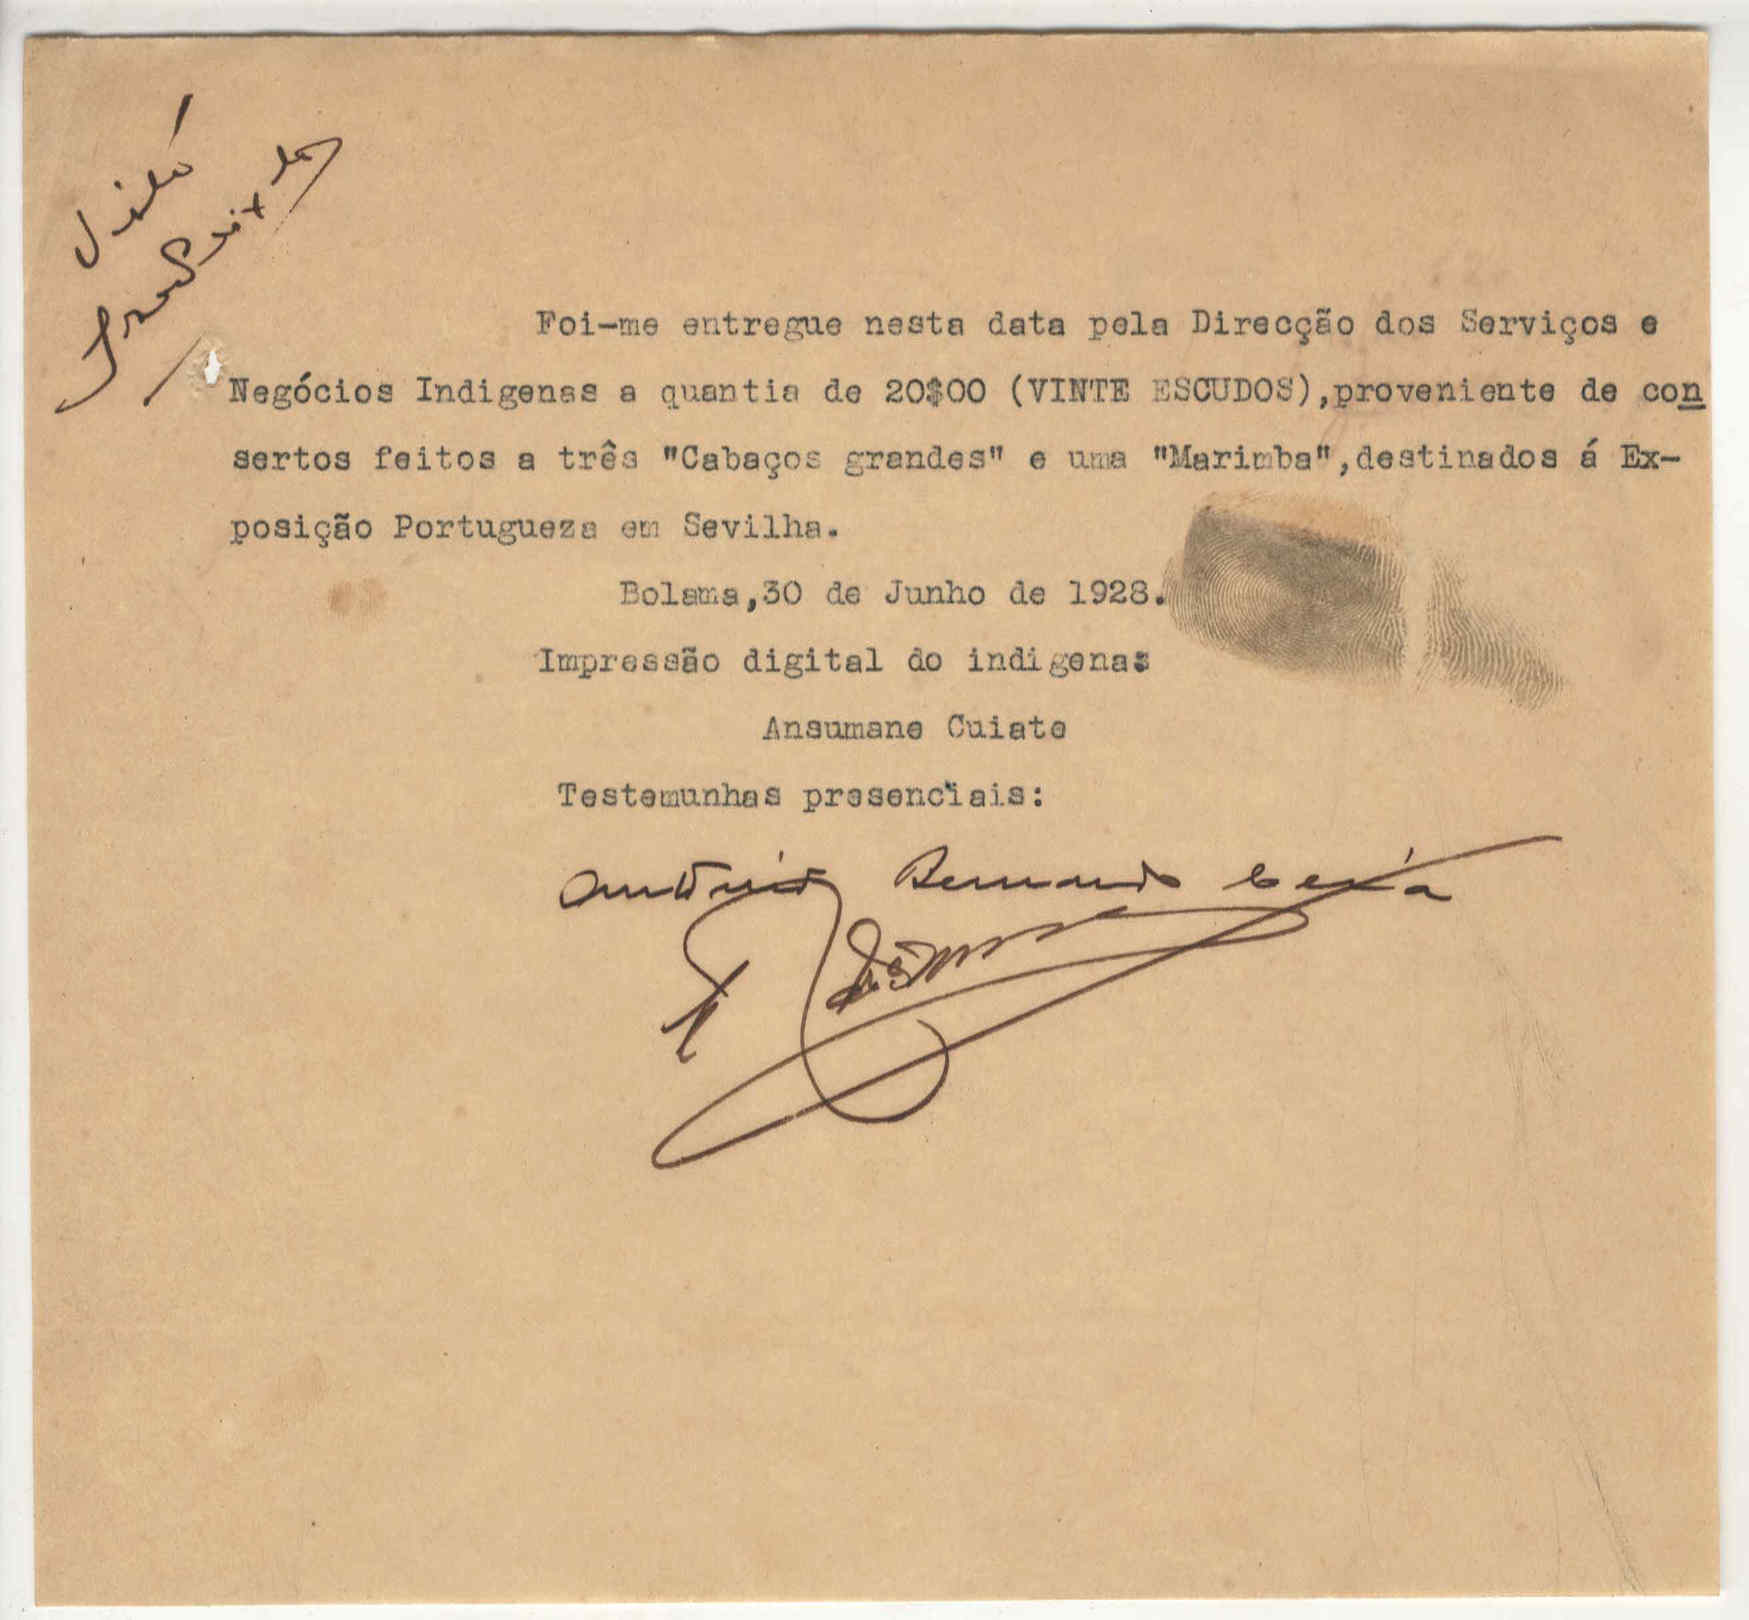 Visto
Foi-me entregue nesta data pela Direcção dos Serviços e
Negócios Indigenas a quantia de 20$00 (VINTE ESCUDOS),proveniente de con
sertos feitos a três "Cabaços grandes" e uma "Marimba",destinados á Ex-
posição Portugueza em Sevilha.
Bolama,30 de Junho de 1928.
Impressão digital do indigena:
Ansumane Cuiate
Testemunhas presenciais:
António Bernardo